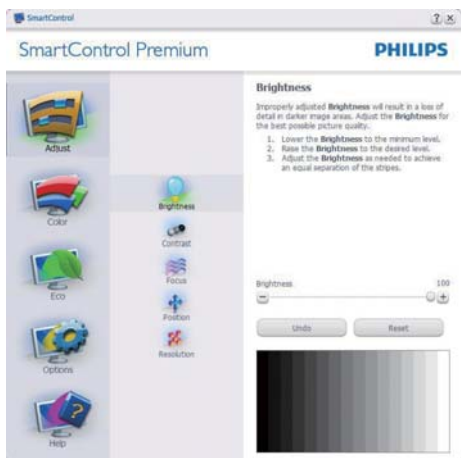 SmartControl
SmartControl Premium
PHILIPS
Adjust
Color
Eco
Options
Help
Brightness
Contrast
Focus
Position
Resolution
Brightness
Improperly adjusted Brightness will result in a loss of
detail in darker image areas. Adjust the Brightness for
the best possible picture quality.
1. Lower the Brightness to the minimum level.
2. Raise the Brightness to the desired level.
3. Adjust the Brightness as needed to achieve
an equal separation of the stripes.
Brightness 100
Undo Reset